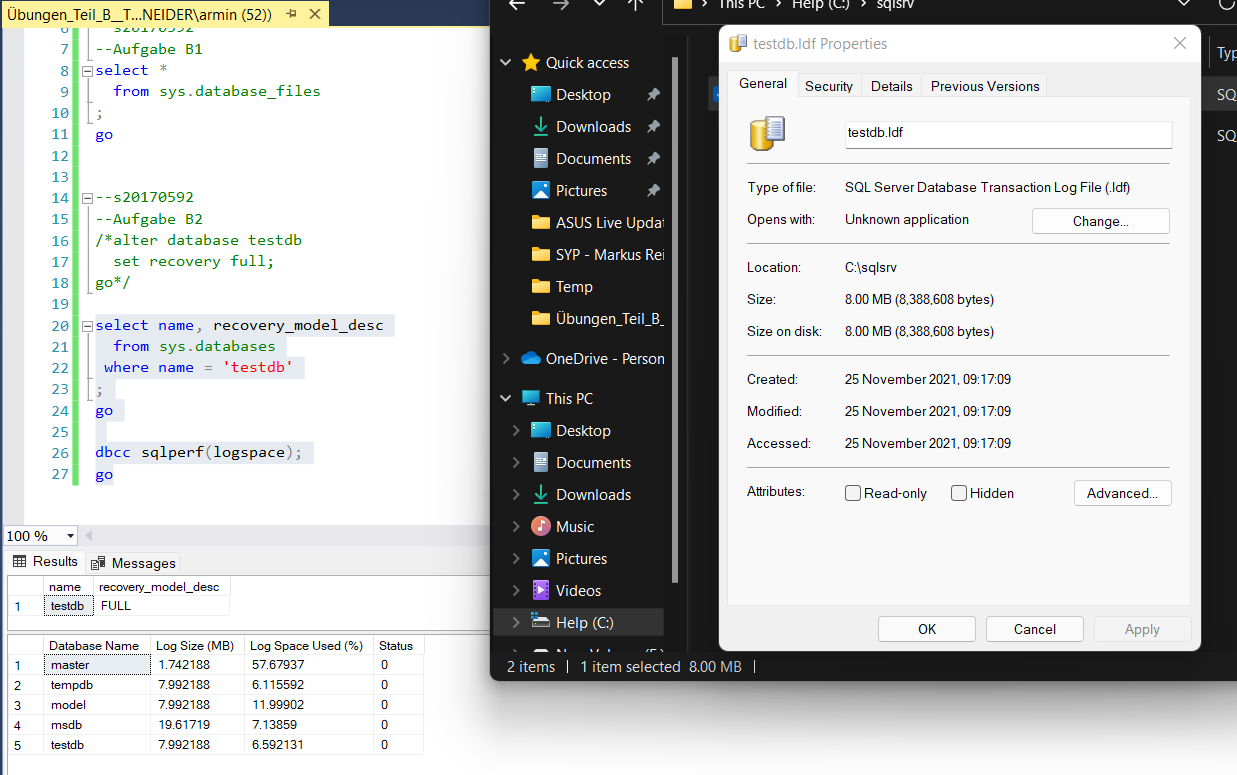 Übungen_Teil_B__T...NEIDER\armin (52))
6 --s20170592
7 --Aufgabe B1
8 select *
9 from sys.database_files
10 ;
11 go
12
13
14 --s20170592
15 --Aufgabe B2
16 /*alter database testdb
17 set recovery full;
18 go*/
19
20 select name, recovery_model_desc
21 from sys.databases
22 where name = 'testdb'
23 ;
24 go
25
26 dbcc sqlperf(logspace);
27 go
100 %
Results Messages
name recovery_model_desc
1 testdb FULL
Database Name Log Size (MB) Log Space Used (%) Status
1 master 1.742188 57.67937 0
2 tempdb 7.992188 6.115592 0
3 model 7.992188 11.99902 0
4 msdb 19.61719 7.13859 0
5 testdb 7.992188 6.592131 0
This PC Help (C:) sqlsrv
Quick access
Desktop
Downloads
Documents
Pictures
ASUS Live Updat
SYP - Markus Rei
Temp
Übungen_Teil_B_
OneDrive - Person
This PC
Desktop
Documents
Downloads
Music
Pictures
Videos
Help (C:)
2 items 1 item selected 8.00 MB
Typ
SQ
SQ
testdb.ldf Properties
General Security Details Previous Versions
testdb.ldf
Type of file: SQL Server Database Transaction Log File (.ldf)
Opens with: Unknown application Change...
Location: C:\sqlsrv
Size: 8.00 MB (8,388,608 bytes)
Size on disk: 8.00 MB (8,388,608 bytes)
Created: 25 November 2021, 09:17:09
Modified: 25 November 2021, 09:17:09
Accessed: 25 November 2021, 09:17:09
Attributes: Read-only Hidden Advanced...
OK Cancel Apply